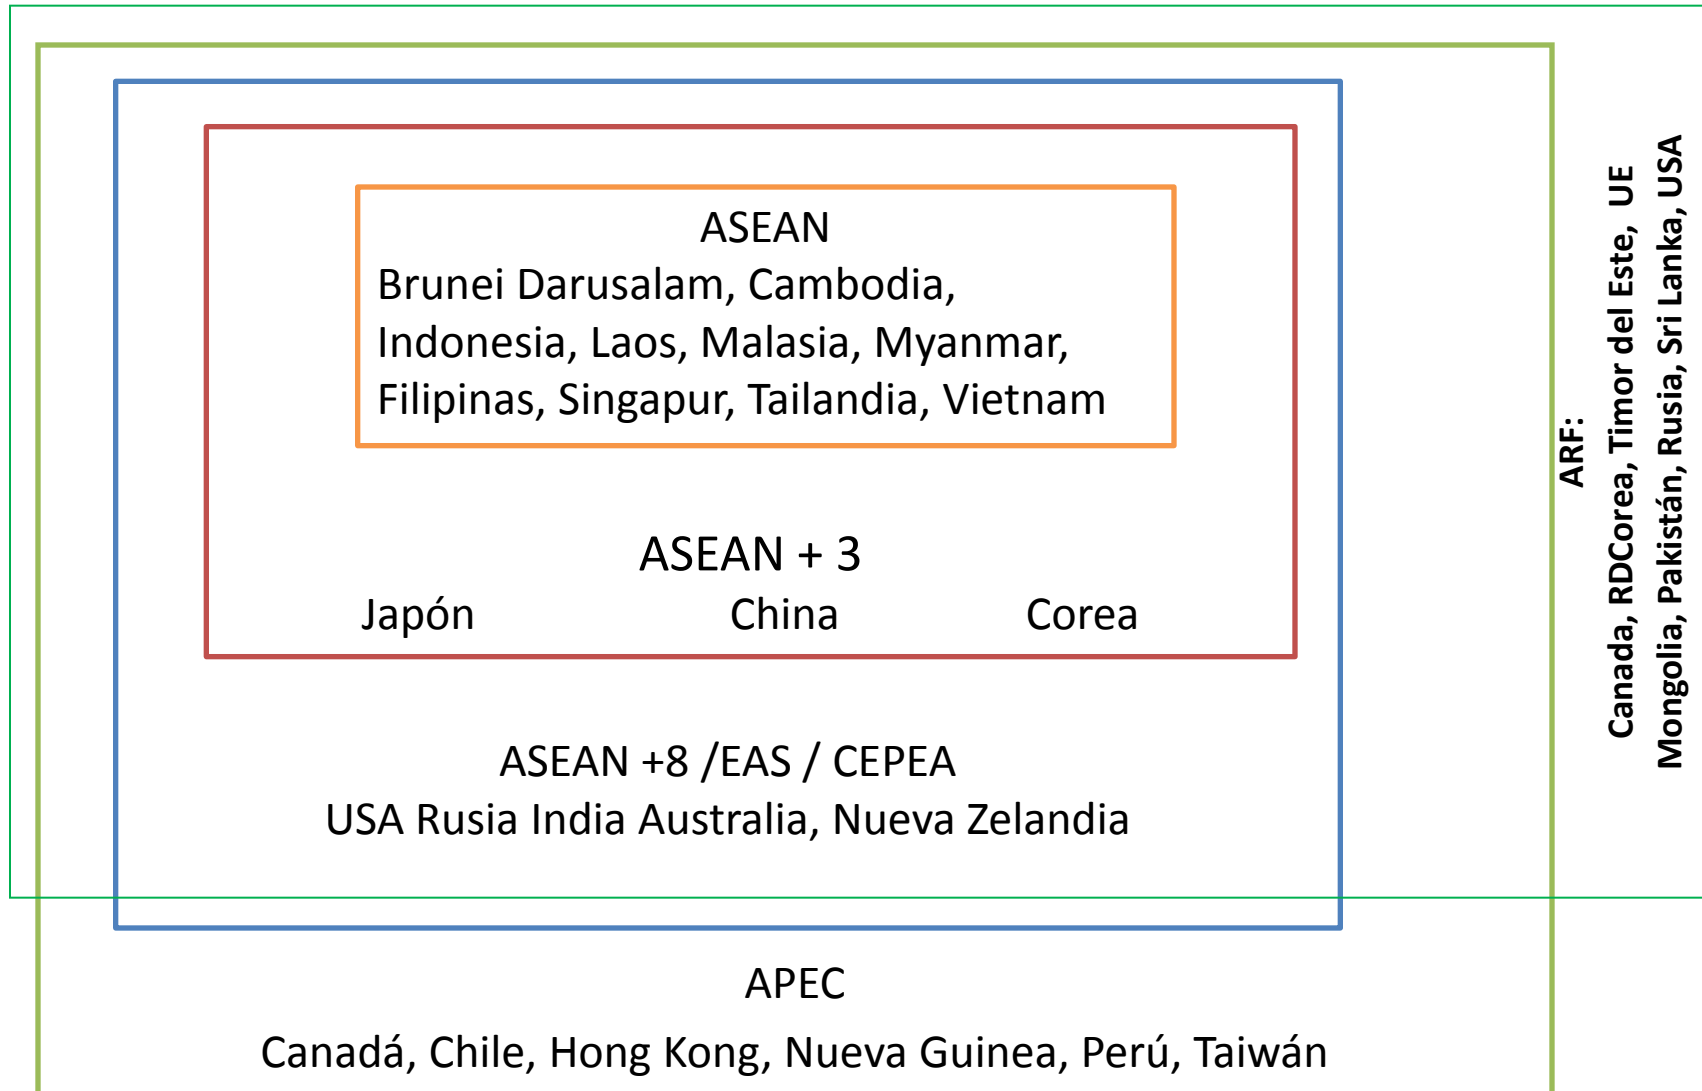 ASEAN
Brunei Darusalam, Cambodia,
Indonesia, Laos, Malasia, Myanmar,
Filipinas, Singapur, Tailandia, Vietnam
ASEAN + 3
Japón China Corea
ASEAN +8 /EAS / CEPEA
USA Rusia India Australia, Nueva Zelandia
APEC
Canadá, Chile, Hong Kong, Nueva Guinea, Perú, Taiwán
ARF:
Canada, RDCorea, Timor del Este, UE
Mongolia, Pakistán, Rusia, Sri Lanka, USA